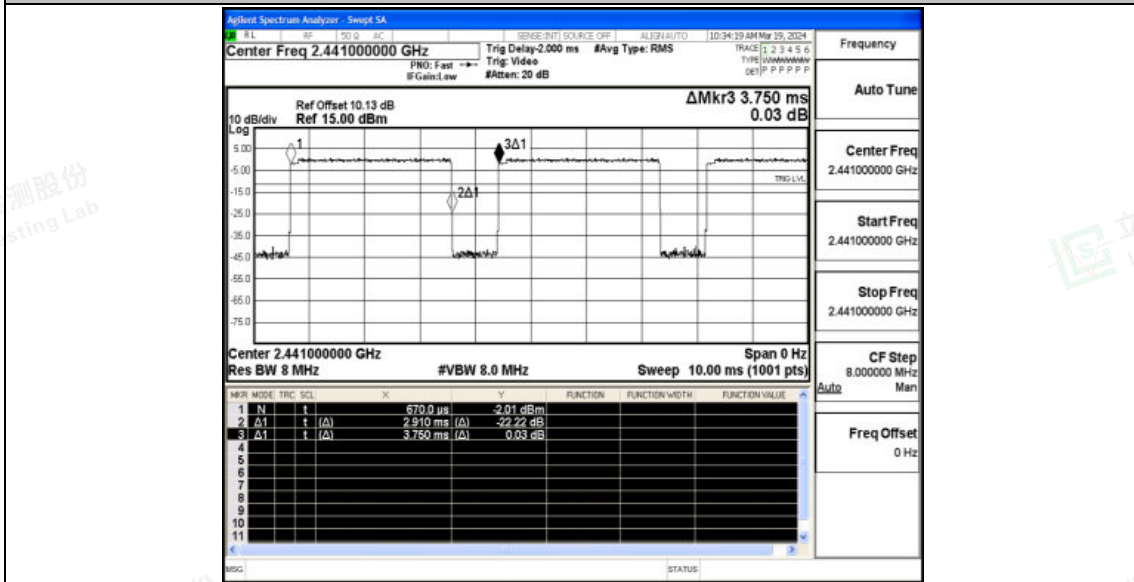 Agilent Spectrum Analyzer - Swept SA
RL RF 50 Ω AC SENSE:INT SOURCE OFF ALIGNAUTO 10:34:19 AM Mar 19, 2024
Center Freq 2.441000000 GHz
PNO: Fast
IFGain:Low
Trig Delay-2.000 ms #Avg Type: RMS
Trig: Video
#Atten: 20 dB
TRACE 1 2 3 4 5 6
TYPE
DET P P P P P P
Frequency
Auto Tune
Center Freq
2.441000000 GHz
Start Freq
2.441000000 GHz
Stop Freq
2.441000000 GHz
CF Step
8.000000 MHz
Auto Man
Freq Offset
0 Hz
ΔMkr3 3.750 ms
0.03 dB
Ref Offset 10.13 dB
10 dB/div Ref 15.00 dBm
Log
5.00
-5.00
-15.0
-25.0
-35.0
-45.0
-55.0
-65.0
-75.0
1
2Δ1
3Δ1
TRIG LVL
Center 2.441000000 GHz Span 0 Hz
Res BW 8 MHz #VBW 8.0 MHz Sweep 10.00 ms (1001 pts)
MKR MODE TRC SCL X Y FUNCTION FUNCTION WIDTH FUNCTION VALUE
1 N t 670.0 µs -2.01 dBm
2 Δ1 t (Δ) 2.910 ms (Δ) -22.22 dB
3 Δ1 t (Δ) 3.750 ms (Δ) 0.03 dB
4
5
6
7
8
9
10
11
MSG STATUS
测股份
sting Lab
立